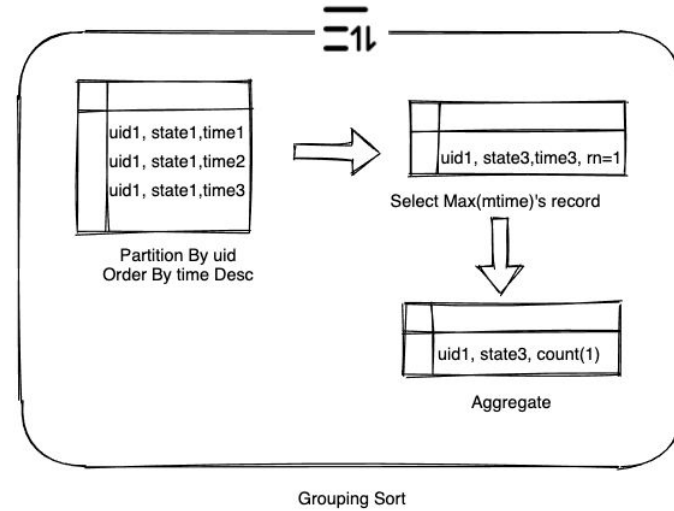 uid1, state1,time1
uid1, state1,time2
uid1, state1,time3
Partition By uid
Order By time Desc
uid1, state3,time3, rn=1
Select Max(mtime)'s record
uid1, state3, count(1)
Aggregate
Grouping Sort